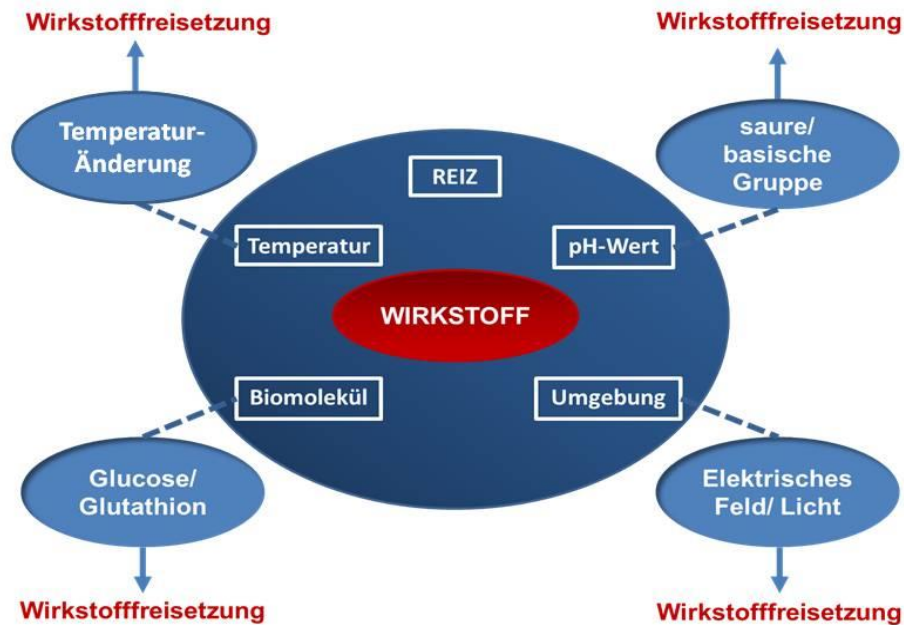 Wirkstofffreisetzung
Wirkstofffreisetzung
Temperatur-
Änderung
saure/
basische
Gruppe
REIZ
Temperatur
pH-Wert
WIRKSTOFF
Biomolekül
Umgebung
Glucose/
Glutathion
Elektrisches
Feld/ Licht
Wirkstofffreisetzung
Wirkstofffreisetzung